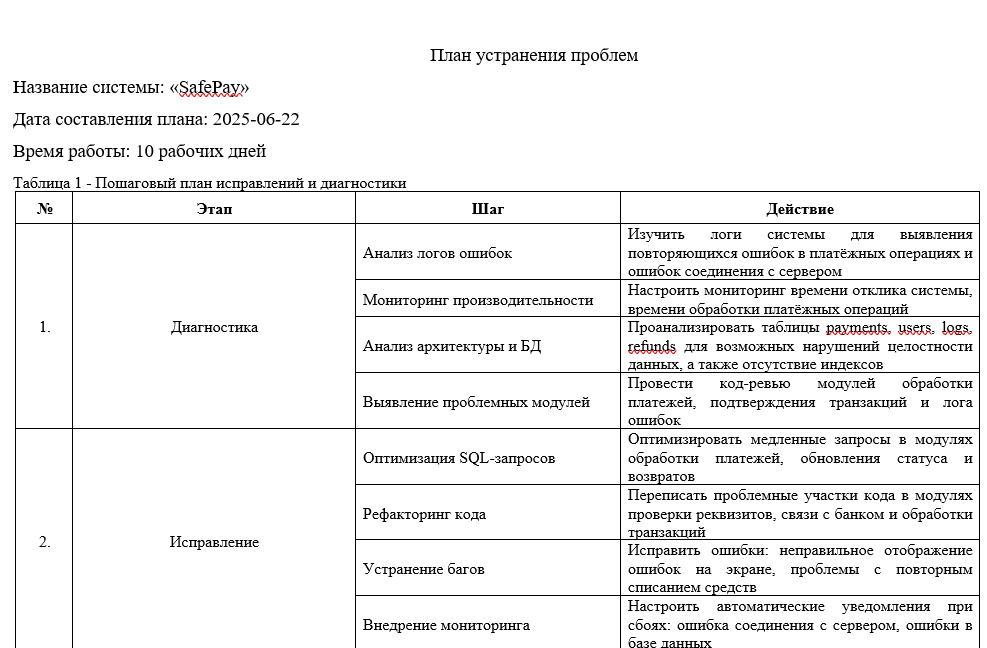 План устранения проблем
Название системы: «SafePay»
Дата составления плана: 2025-06-22
Время работы: 10 рабочих дней
Таблица 1 - Пошаговый план исправлений и диагностики
№ Этап Шаг Действие
1.
Диагностика
Анализ логов ошибок
Изучить логи системы для выявления
повторяющихся ошибок в платёжных операциях и
ошибок соединения с сервером
Мониторинг производительности
Настроить мониторинг времени отклика системы,
времени обработки платёжных операций
Анализ архитектуры и БД
Проанализировать таблицы payments, users, logs,
refunds для возможных нарушений целостности
данных, а также отсутствие индексов
Выявление проблемных модулей
Провести код-ревью модулей обработки
платежей, подтверждения транзакций и лога
ошибок
2.
Исправление
Оптимизация SQL-запросов
Оптимизировать медленные запросы в модулях
обработки платежей, обновления статуса и
возвратов
Рефакторинг кода
Переписать проблемные участки кода в модулях
проверки реквизитов, связи с банком и обработки
транзакций
Устранение багов
Исправить ошибки: неправильное отображение
ошибок на экране, проблемы с повторным
списанием средств
Внедрение мониторинга
Настроить автоматические уведомления при
сбоях: ошибка соединения с сервером, ошибки в
базе данных